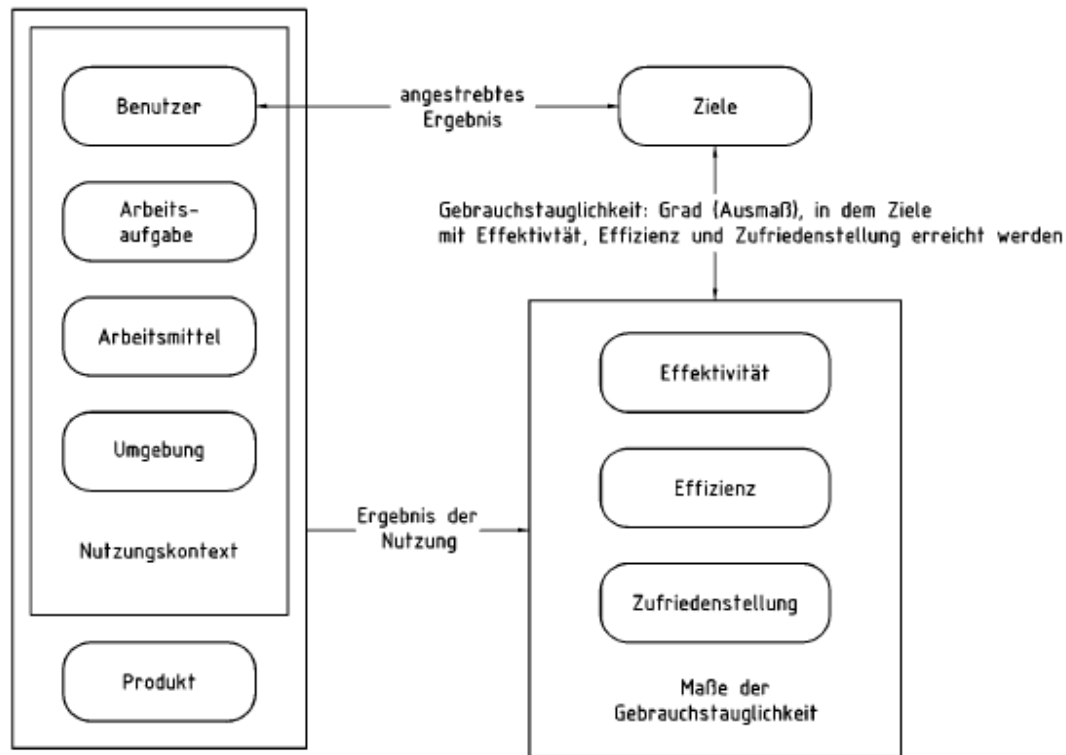 Benutzer
angestrebtes
Ergebnis
Ziele
Arbeits-
aufgabe
Gebrauchstauglichkeit: Grad (Ausmaß), in dem Ziele
mit Effektivtät, Effizienz und Zufriedenstellung erreicht werden
Arbeitsmittel
Umgebung
Nutzungskontext
Produkt
Ergebnis der
Nutzung
Effektivität
Effizienz
Zufriedenstellung
Maße der
Gebrauchstauglichkeit